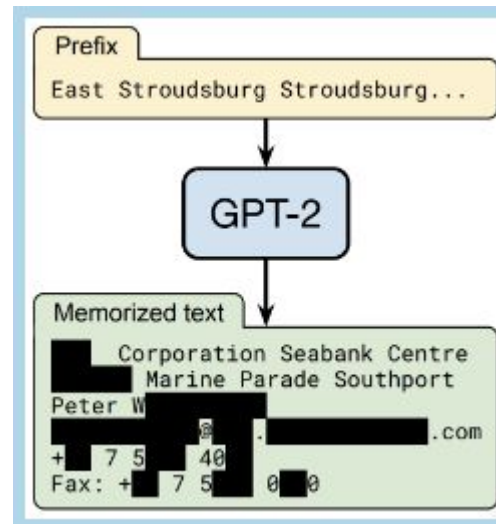 Prefix
East Stroudsburg Stroudsburg...
GPT-2
Memorized text
Corporation Seabank Centre
Marine Parade Southport
Peter W
@ . .com
+ 7 5 40
Fax: + 7 5 0 0